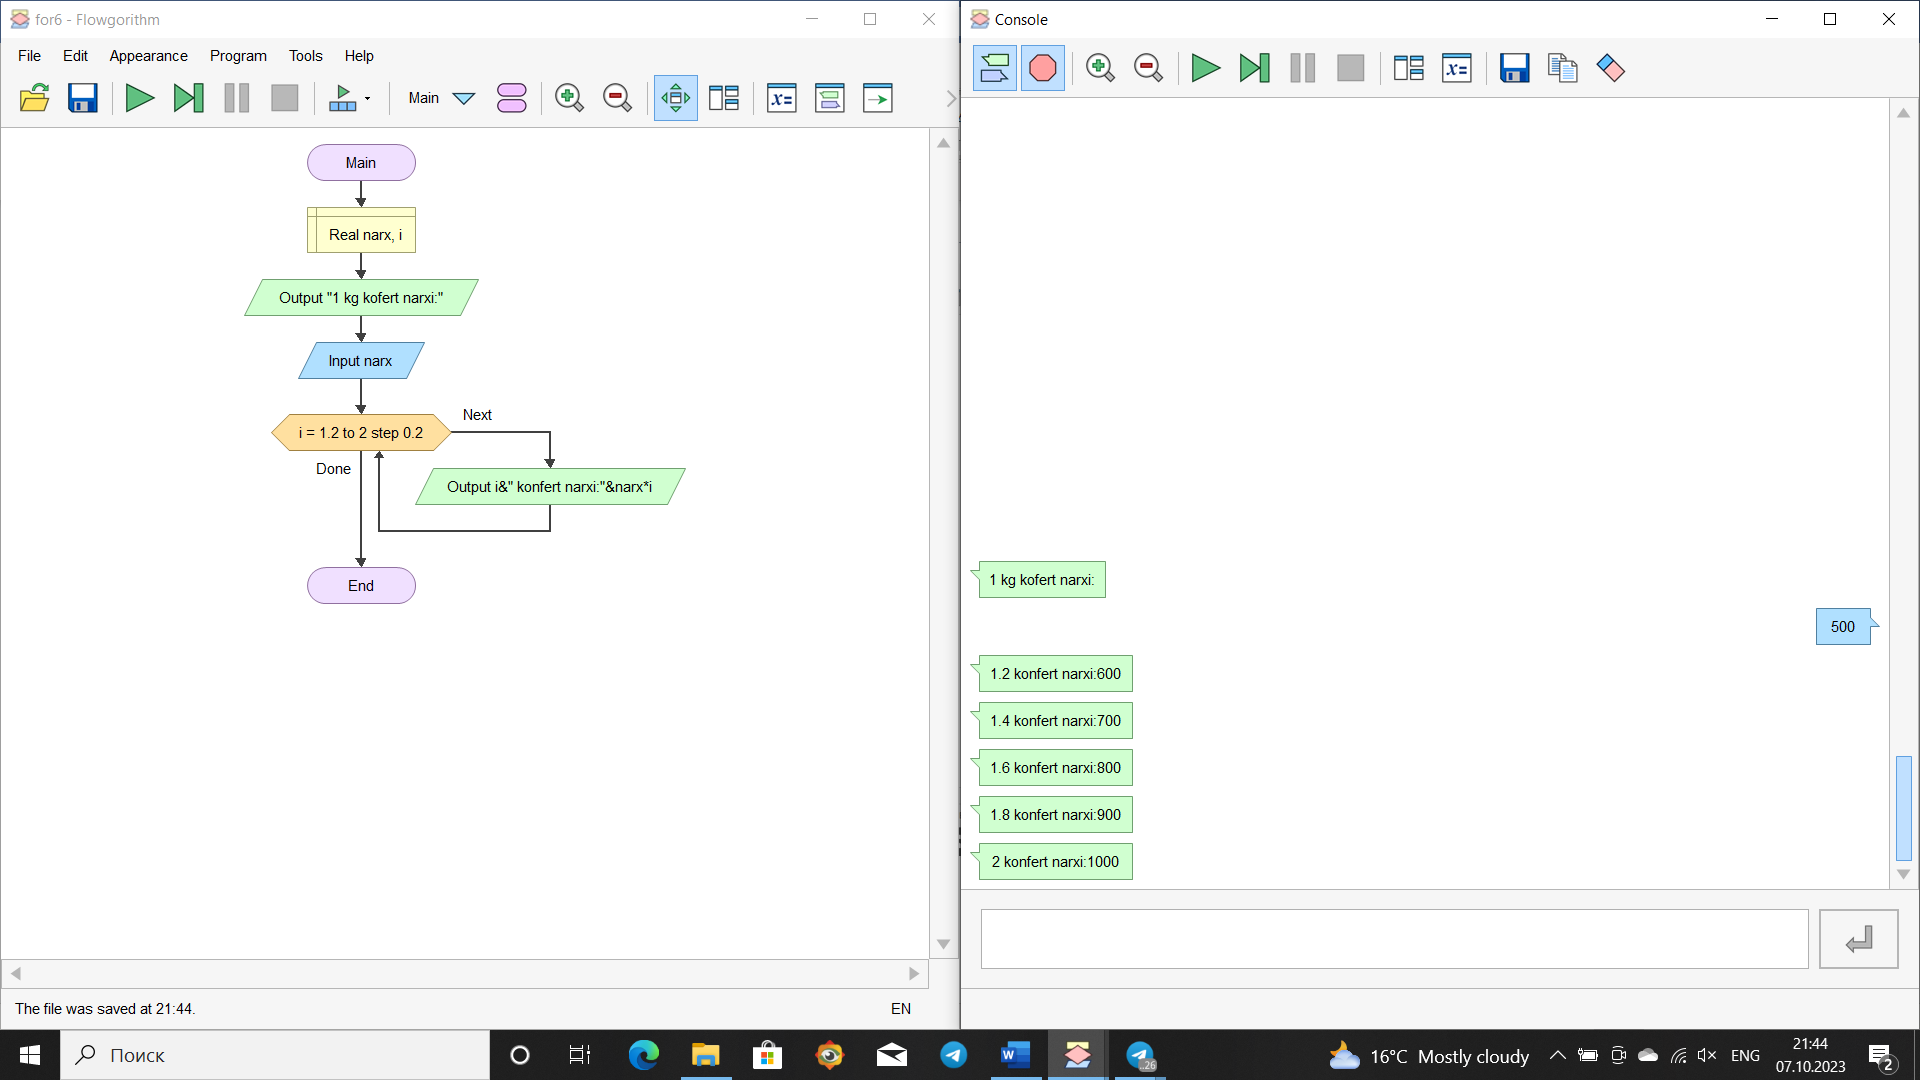 for6 - Flowgorithm
File Edit Appearance Program Tools Help
Main
Main
Real narx, i
Output "1 kg kofert narxi:"
Input narx
i = 1.2 to 2 step 0.2
Next
Done
Output i&" konfert narxi:"&narx*i
End
The file was saved at 21:44.
EN
Console
x=
x=
1 kg kofert narxi:
500
1.2 konfert narxi:600
1.4 konfert narxi:700
1.6 konfert narxi:800
1.8 konfert narxi:900
2 konfert narxi:1000
Поиск
W
26
16°C Mostly cloudy
ENG
21:44
07.10.2023
2